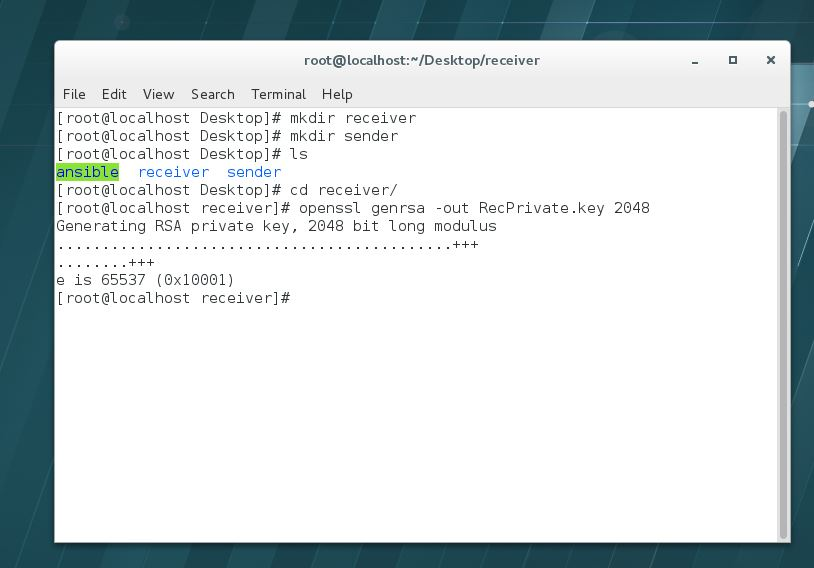 root@localhost:~/Desktop/receiver
File Edit View Search Terminal Help
[root@localhost Desktop]# mkdir receiver
[root@localhost Desktop]# mkdir sender
[root@localhost Desktop]# ls
ansible receiver sender
[root@localhost Desktop]# cd receiver/
[root@localhost receiver]# openssl genrsa -out RecPrivate.key 2048
Generating RSA private key, 2048 bit long modulus
............................................+++
........+++
e is 65537 (0x10001)
[root@localhost receiver]#